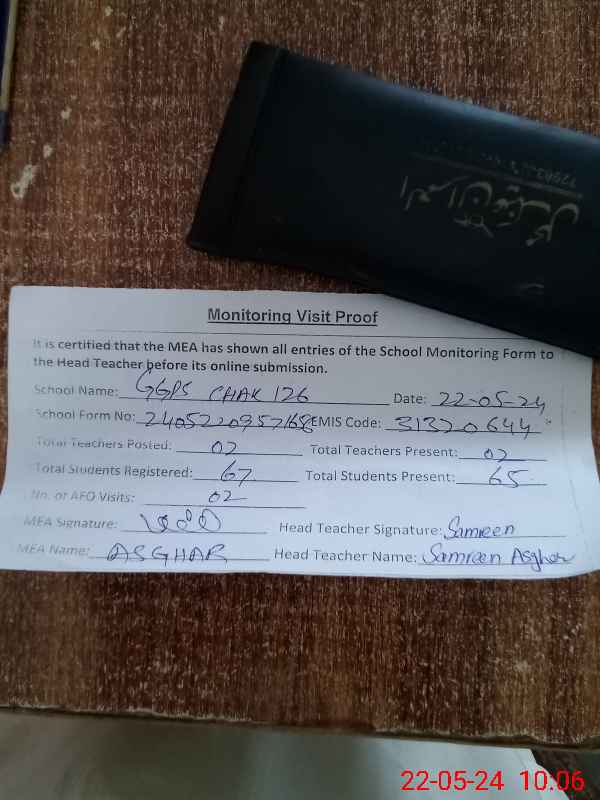 Monitoring Visit Proof
It is certified that the MEA has shown all entries of the School Monitoring Form to
the Head Teacher before its online submission.
School Name: GGPS CHAK 126 Date: 22-05-24
School Form No: 2405220957168 EMIS Code: 31320644
Total Teachers Posted: 02 Total Teachers Present: 02
Total Students Registered: 67 Total Students Present: 65
No. of AEO Visits: 02
MEA Signature: Head Teacher Signature: Samreen
MEA Name: ASGHAR Head Teacher Name: Samreen Asghar
22-05-24 10:06